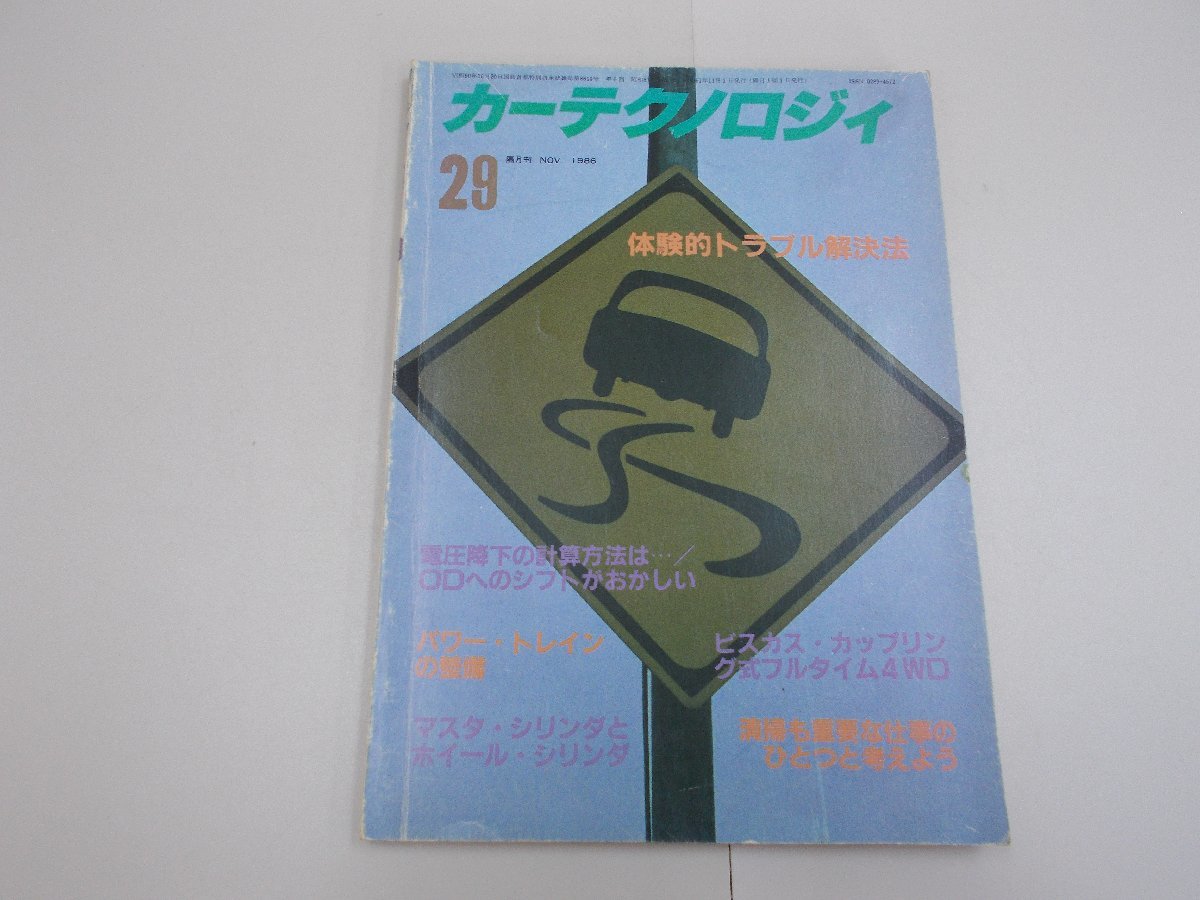 カーテクノロジィ
29
隔月刊 NOV. 1986
体験的トラブル解決法
電圧降下の計算方法は…／
ODへのシフトがおかしい
パワー・トレイン
の整備
ビスカス・カップリン
グ式フルタイム4WD
マスタ・シリンダと
ホイール・シリンダ
清掃も重要な仕事の
ひとつと考えよう